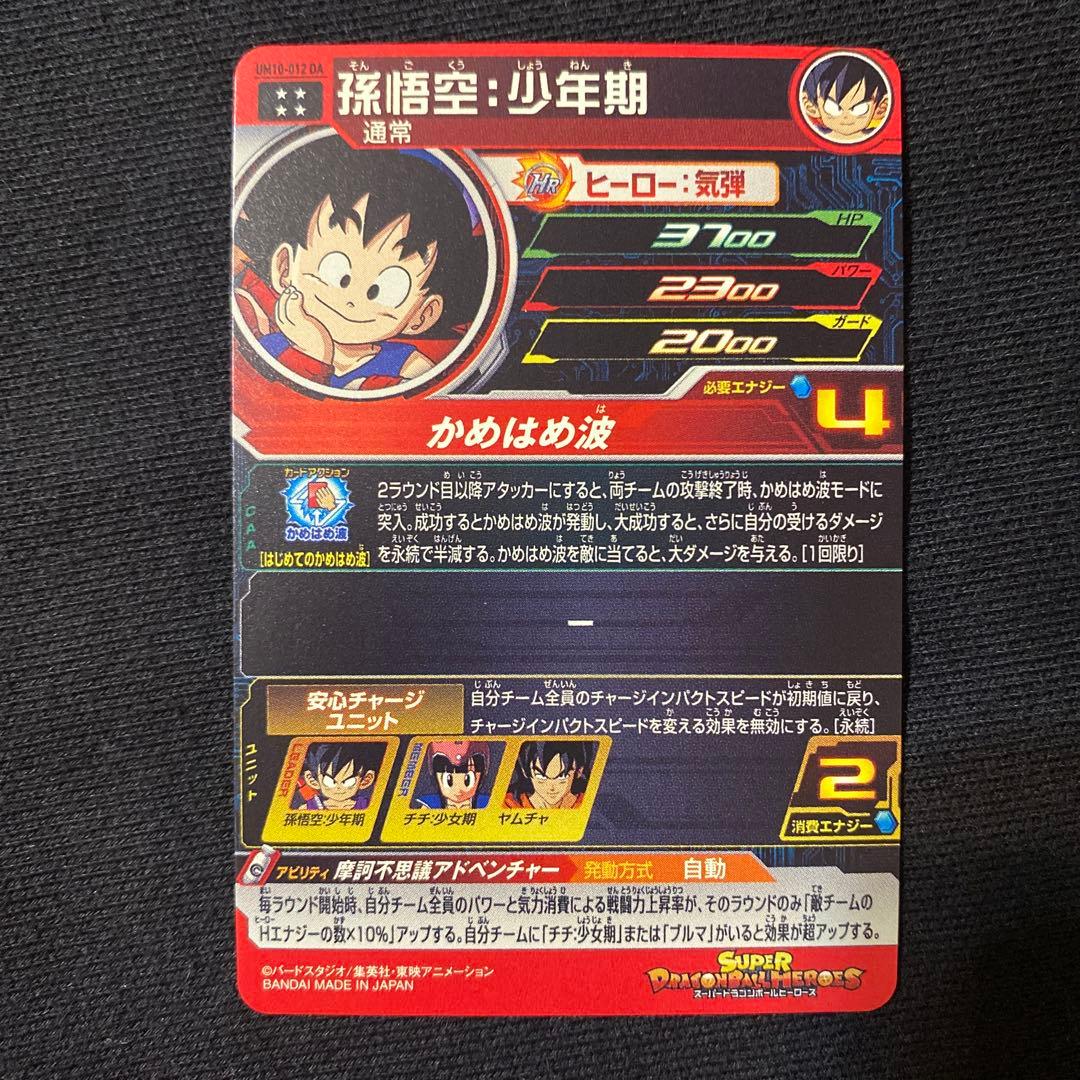 UM10-012 DA
孫悟空:少年期
そんごくう しょうねんき
通常
HR ヒーロー:気弾
HP
3700
パワー
2300
ガード
2000
必要エナジー 4
かめはめ波
は
CAA
カードアクション
かめはめ波
[はじめてのかめはめ波]
2ラウンド目以降アタッカーにすると、両チームの攻撃終了時、かめはめ波モードに
突入。成功するとかめはめ波が発動し、大成功すると、さらに自分の受けるダメージ
を永続で半減する。かめはめ波を敵に当てると、大ダメージを与える。[1回限り]
ー
ユニット
安心チャージ
ユニット
自分チーム全員のチャージインパクトスピードが初期値に戻り、
チャージインパクトスピードを変える効果を無効にする。[永続]
LEADER
孫悟空:少年期
MEMBER
チチ:少女期
ヤムチャ
2
消費エナジー
アビリティ 摩訶不思議アドベンチャー 発動方式 自動
毎ラウンド開始時、自分チーム全員のパワーと気力消費による戦闘力上昇率が、そのラウンドのみ「敵チームの
Hエナジーの数×10%」アップする。自分チームに「チチ:少女期」または「ブルマ」がいると効果が超アップする。
©バードスタジオ/集英社・東映アニメーション
BANDAI MADE IN JAPAN
SUPER
DRAGONBALL HEROES
スーパードラゴンボールヒーローズ